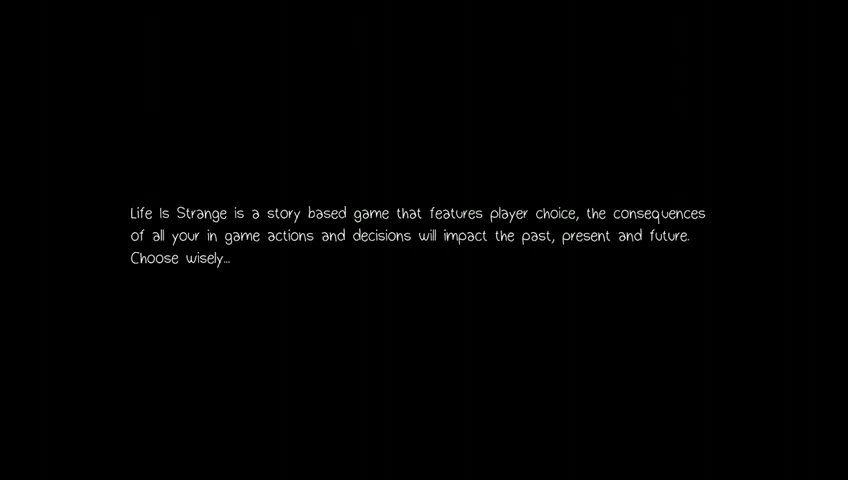 Life Is Strange is a story based game that features player choice, the consequences
of all your in game actions and decisions will impact the past, present and future.
Choose wisely...